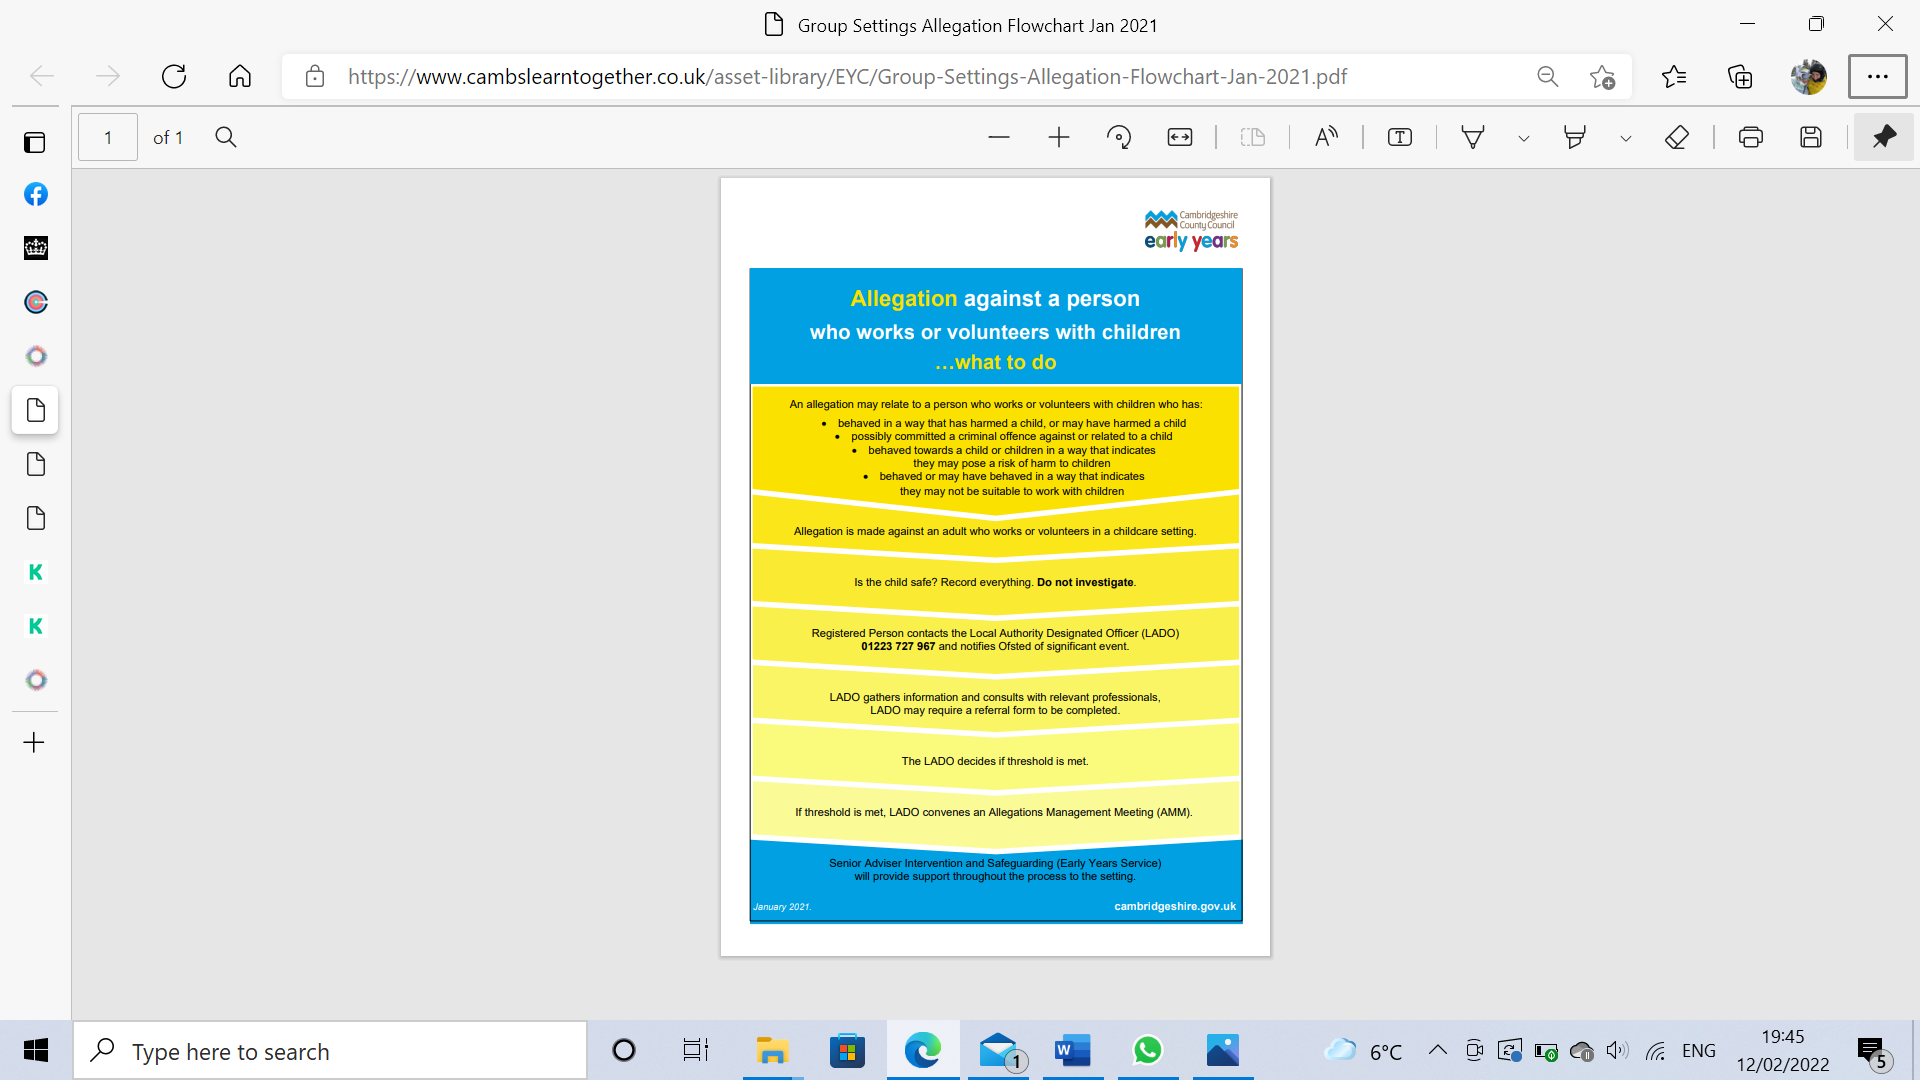 Group Settings Allegation Flowchart Jan 2021
https://www.cambslearntogether.co.uk/asset-library/EYC/Group-Settings-Allegation-Flowchart-Jan-2021.pdf
1 of 1
Cambridgeshire
County Council
early years
Allegation against a person
who works or volunteers with children
…what to do
An allegation may relate to a person who works or volunteers with children who has:
• behaved in a way that has harmed a child, or may have harmed a child
• possibly committed a criminal offence against or related to a child
• behaved towards a child or children in a way that indicates
they may pose a risk of harm to children
• behaved or may have behaved in a way that indicates
they may not be suitable to work with children
Allegation is made against an adult who works or volunteers in a childcare setting.
Is the child safe? Record everything. Do not investigate.
Registered Person contacts the Local Authority Designated Officer (LADO)
01223 727 967 and notifies Ofsted of significant event.
LADO gathers information and consults with relevant professionals,
LADO may require a referral form to be completed.
The LADO decides if threshold is met.
If threshold is met, LADO convenes an Allegations Management Meeting (AMM).
Senior Adviser Intervention and Safeguarding (Early Years Service)
will provide support throughout the process to the setting.
January 2021.
cambridgeshire.gov.uk
Type here to search
1
6°C
ENG
19:45
12/02/2022
5